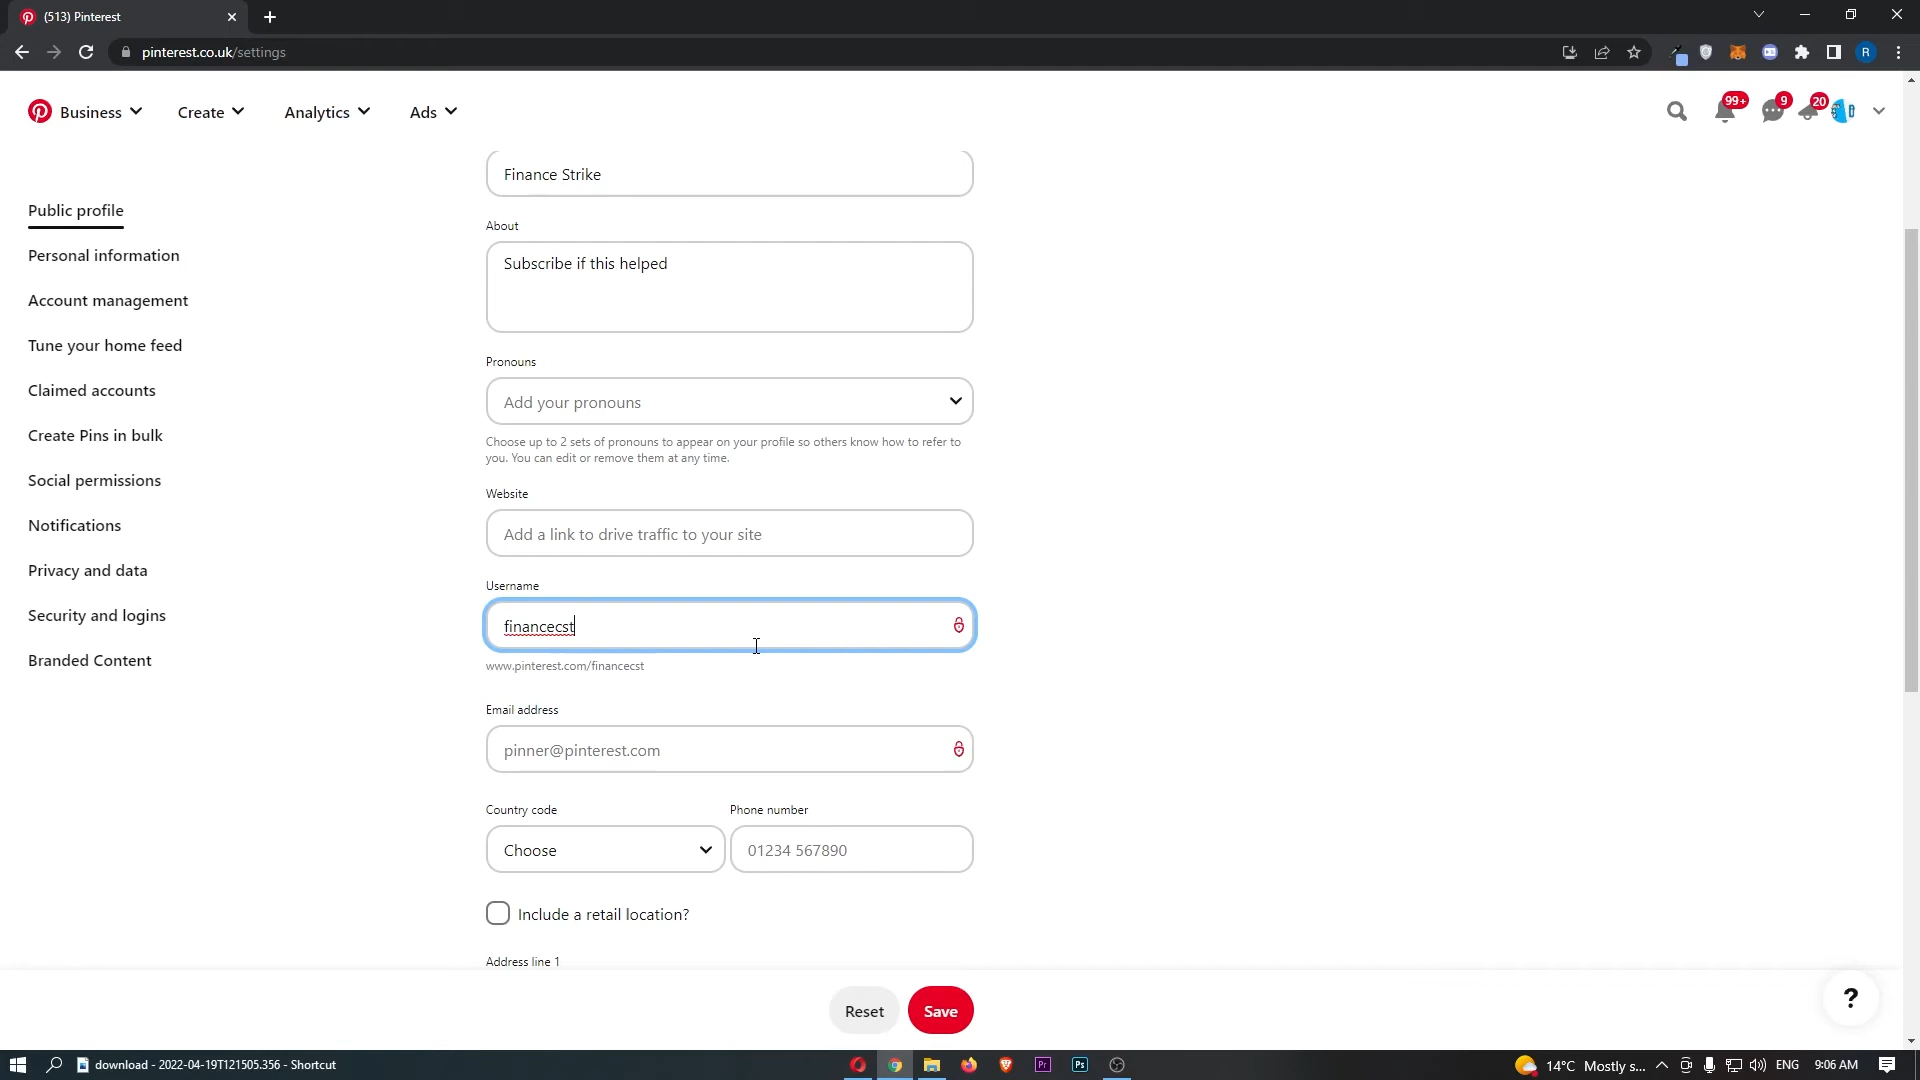 (513) Pinterest
pinterest.co.uk/settings
R
Business
Create
Analytics
Ads
99+
9
20
Public profile
Personal information
Account management
Tune your home feed
Claimed accounts
Create Pins in bulk
Social permissions
Notifications
Privacy and data
Security and logins
Branded Content
Finance Strike
About
Subscribe if this helped
Pronouns
Add your pronouns
Choose up to 2 sets of pronouns to appear on your profile so others know how to refer to
you. You can edit or remove them at any time.
Website
Add a link to drive traffic to your site
Username
financecst
www.pinterest.com/financecst
Email address
pinner@pinterest.com
Country code
Phone number
Choose
01234 567890
Include a retail location?
Address line 1
Reset
Save
?
download - 2022-04-19T121505.356 - Shortcut
Pr
Ps
14°C Mostly s...
ENG
9:06 AM